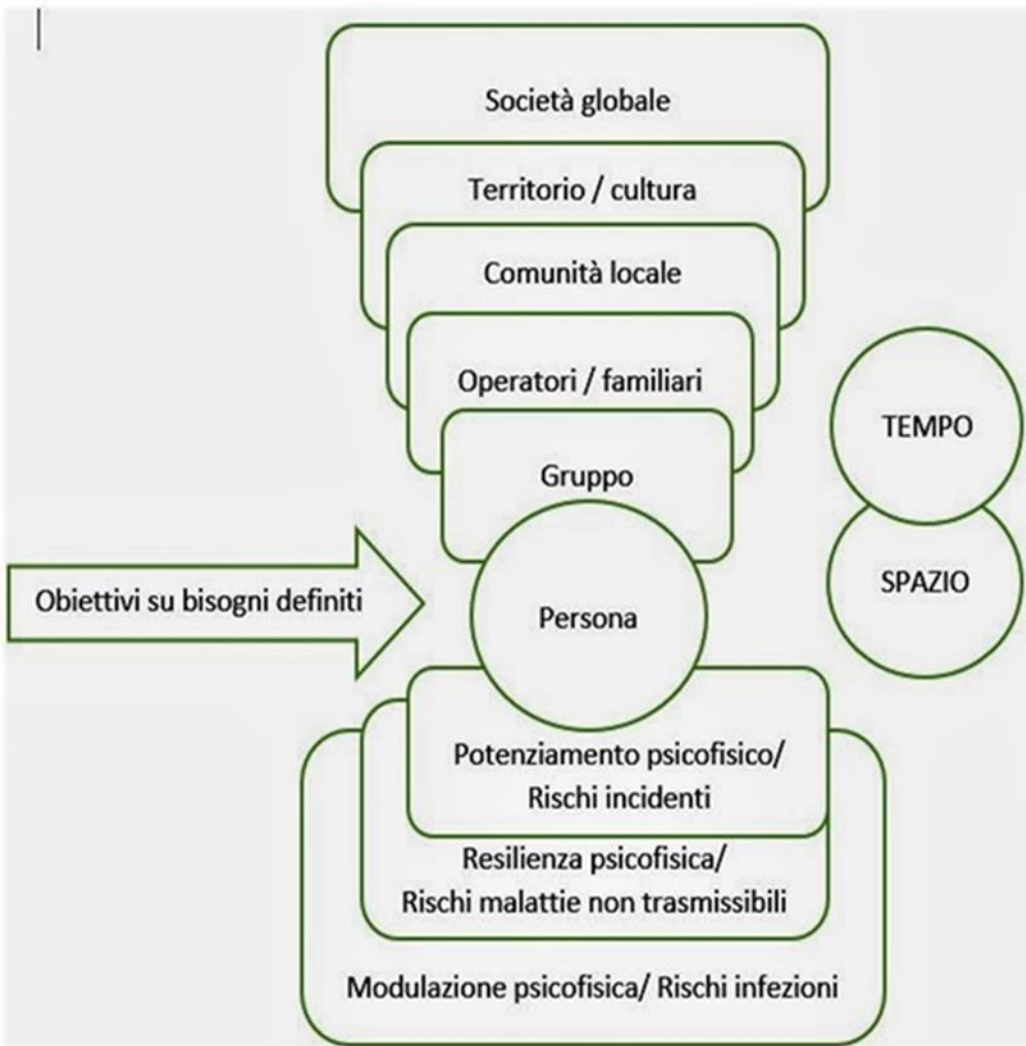 Società globale
Territorio / cultura
Comunità locale
Operatori / familiari
TEMPO
Gruppo
SPAZIO
Obiettivi su bisogni definiti
Persona
Potenziamento psicofisico/
Rischi incidenti
Resilienza psicofisica/
Rischi malattie non trasmissibili
Modulazione psicofisica/ Rischi infezioni